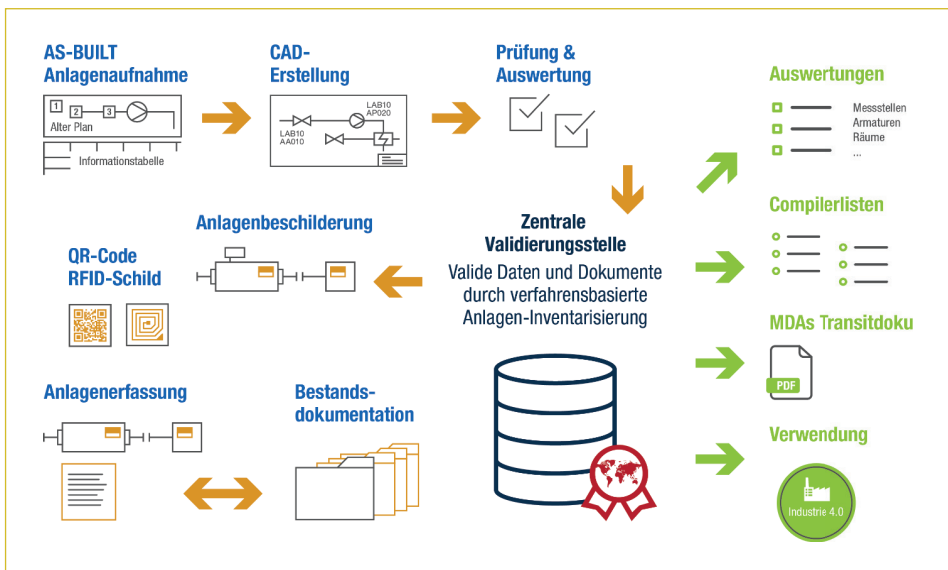 AS-BUILT
Anlagenaufnahme
1
2
3
Alter Plan
Informationstabelle
CAD-
Erstellung
LAB10
AP020
LAB10
AA010
Prüfung &
Auswertung
Auswertungen
Messstellen
Armaturen
Räume
...
Anlagenbeschilderung
QR-Code
RFID-Schild
Zentrale
Validierungsstelle
Valide Daten und Dokumente
durch verfahrensbasierte
Anlagen-Inventarisierung
Compilerlisten
MDAs Transitdoku
PDF
Anlagenerfassung
Bestands-
dokumentation
Verwendung
Industrie 4.0